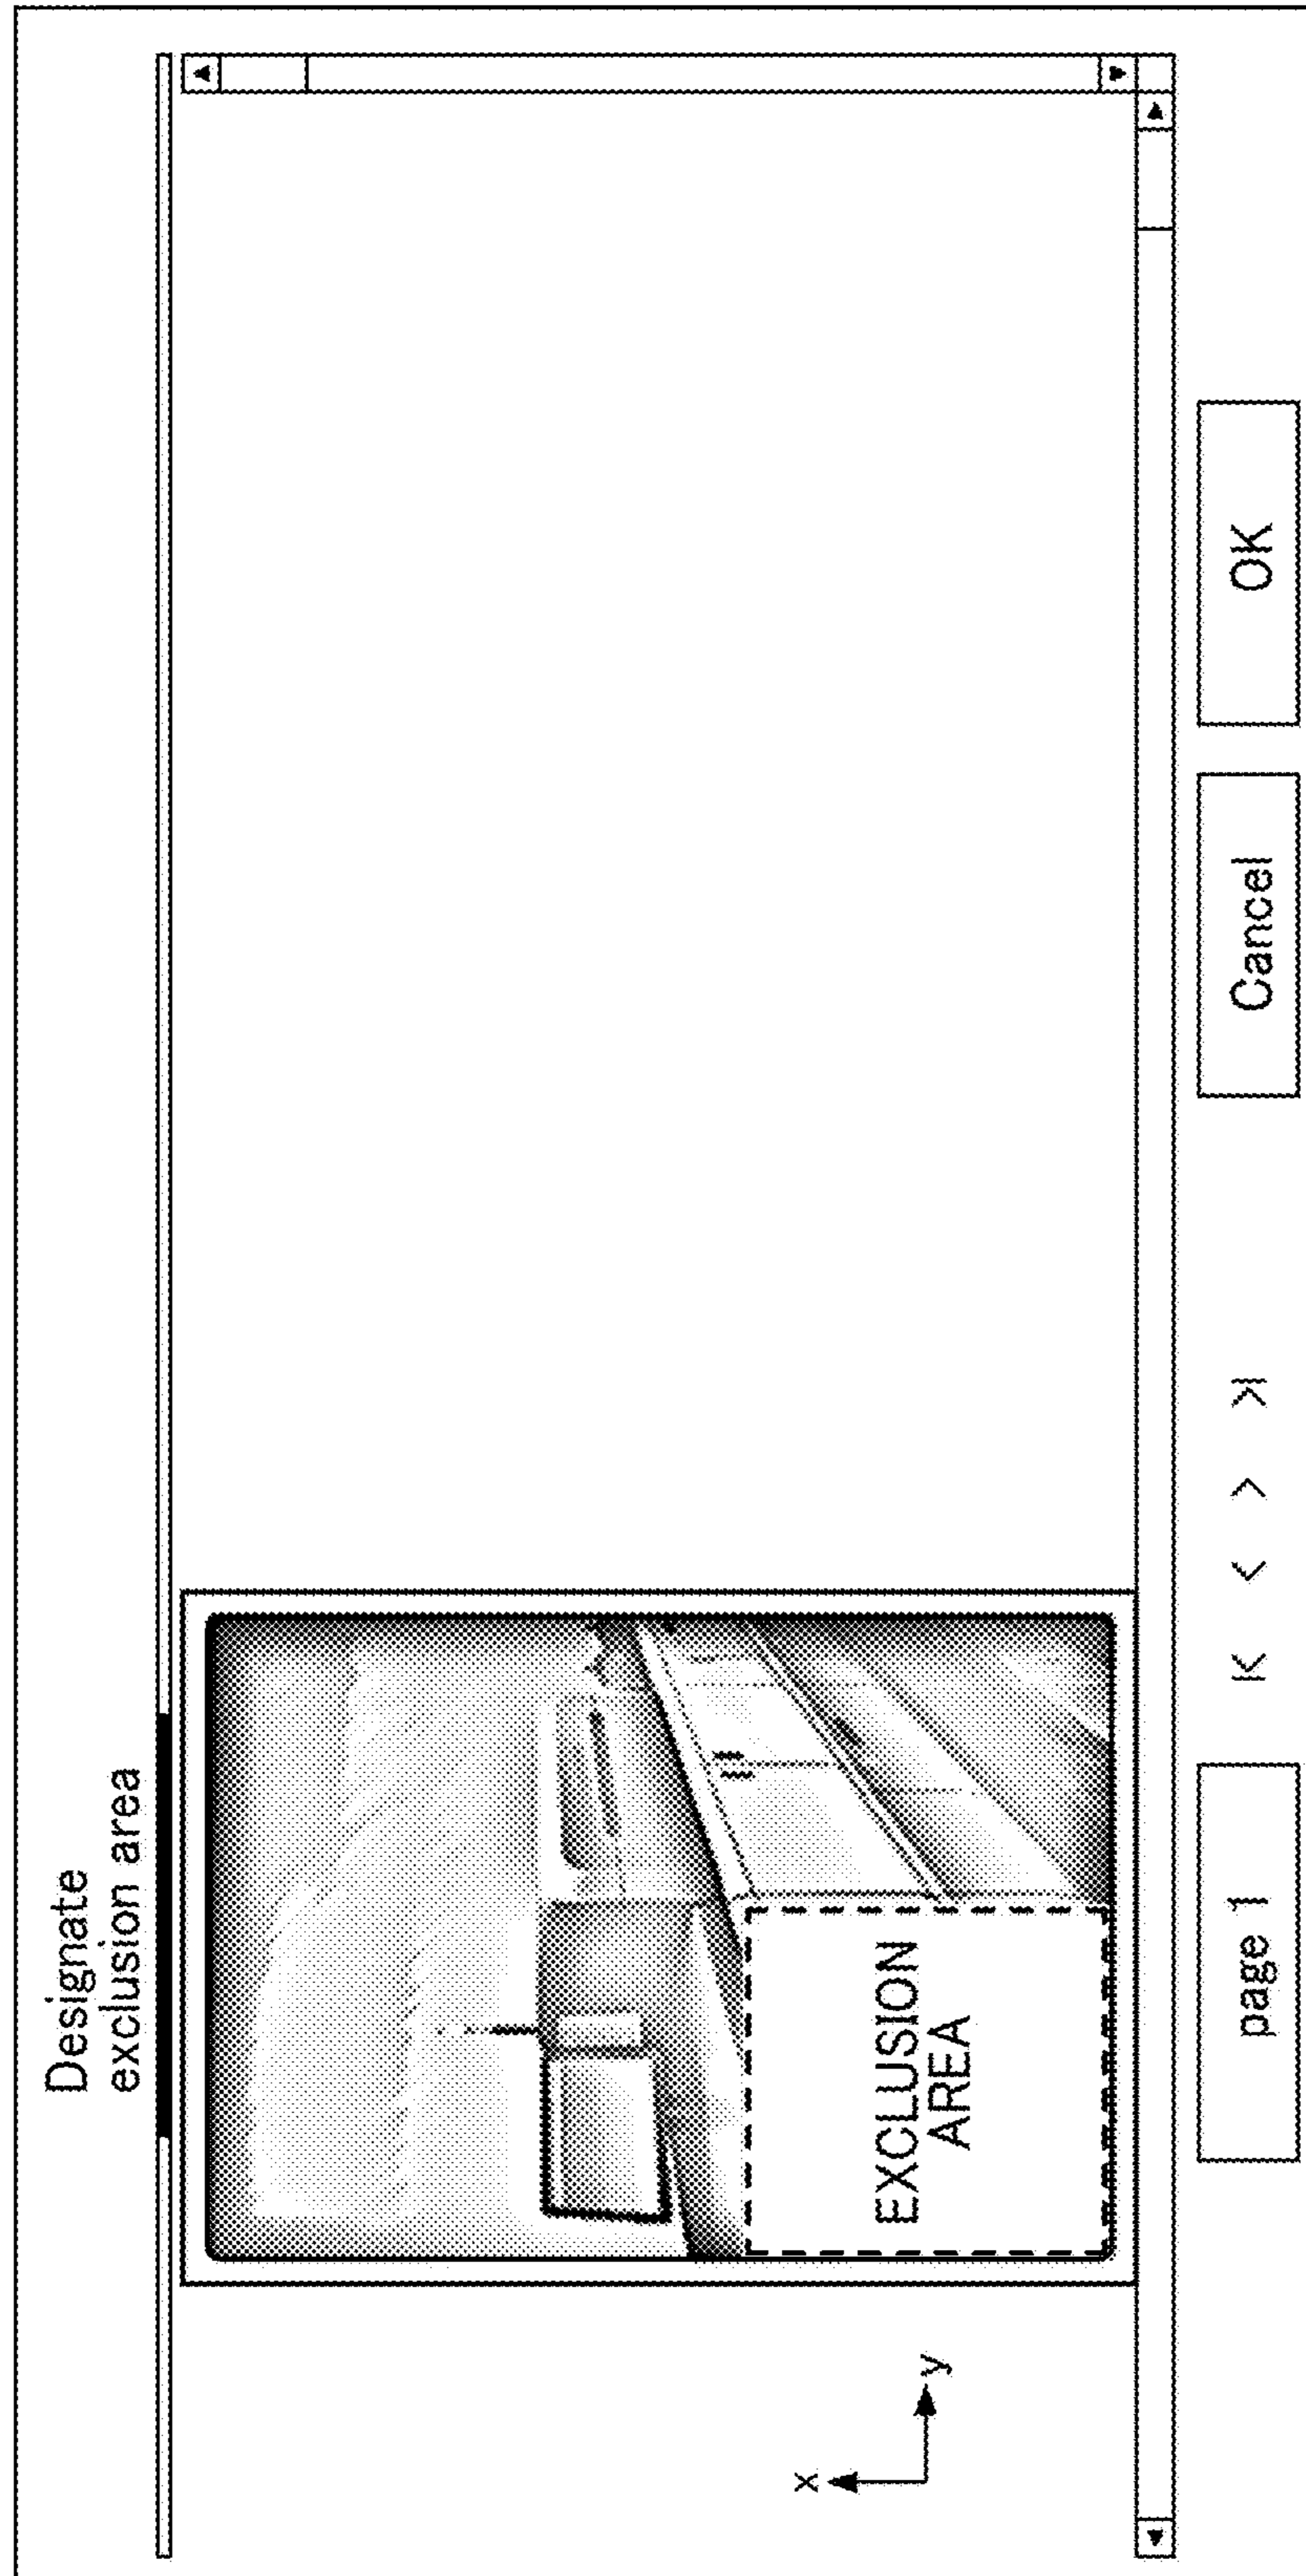 Designate
exclusion area
EXCLUSION
AREA
x
y
page 1
K < > >|
Cancel
OK